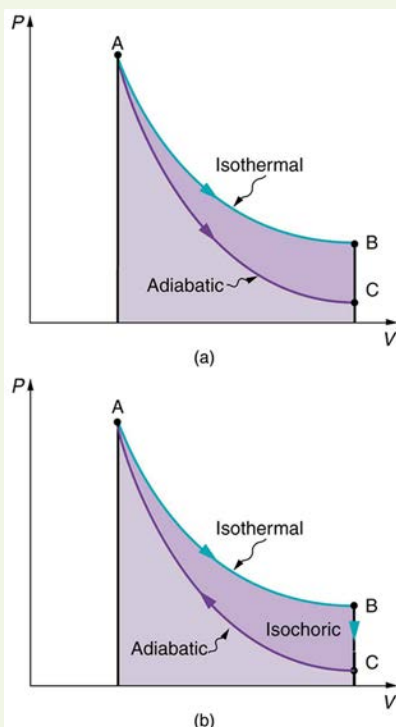 P
A
Isothermal
B
Adiabatic
C
V
(a)
P
A
Isothermal
B
Isochoric
Adiabatic
C
V
(b)